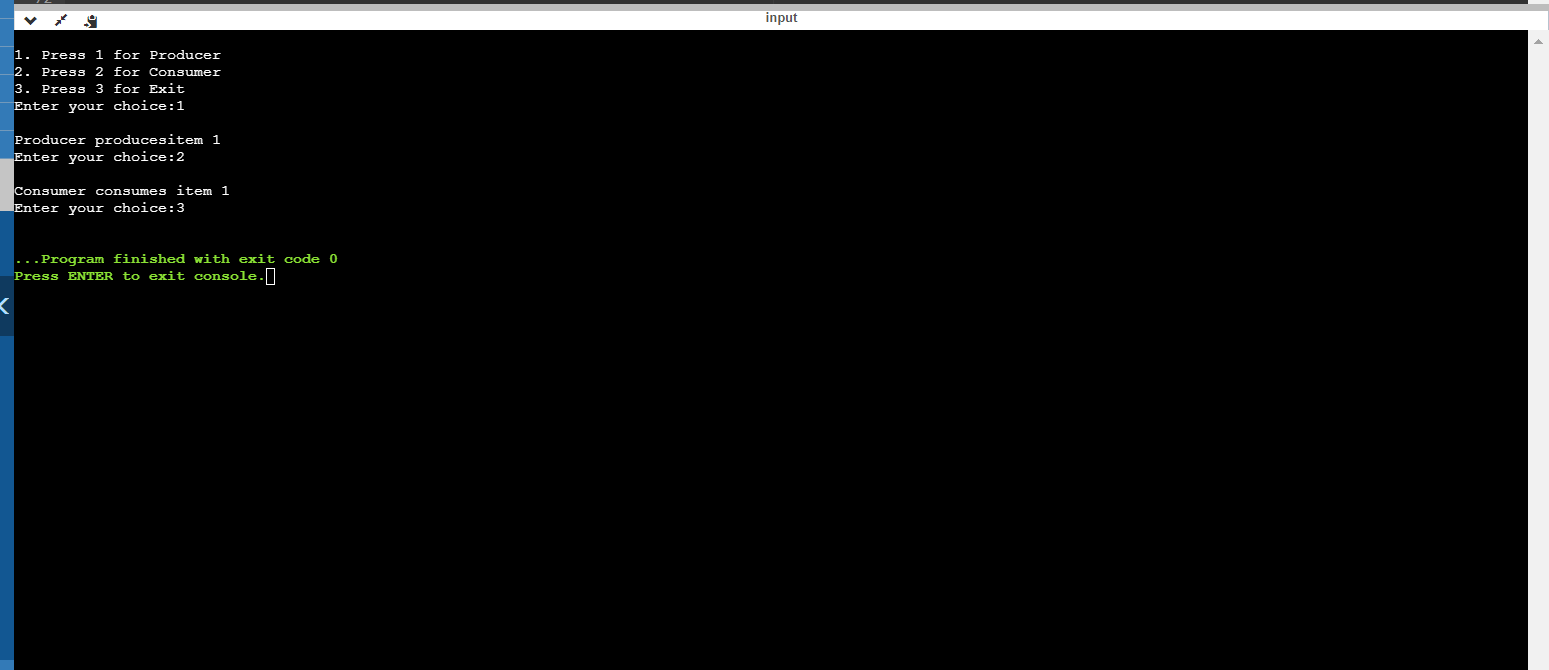 input
1. Press 1 for Producer
2. Press 2 for Consumer
3. Press 3 for Exit
Enter your choice:1
Producer producesitem 1
Enter your choice:2
Consumer consumes item 1
Enter your choice:3
...Program finished with exit code 0
Press ENTER to exit console.